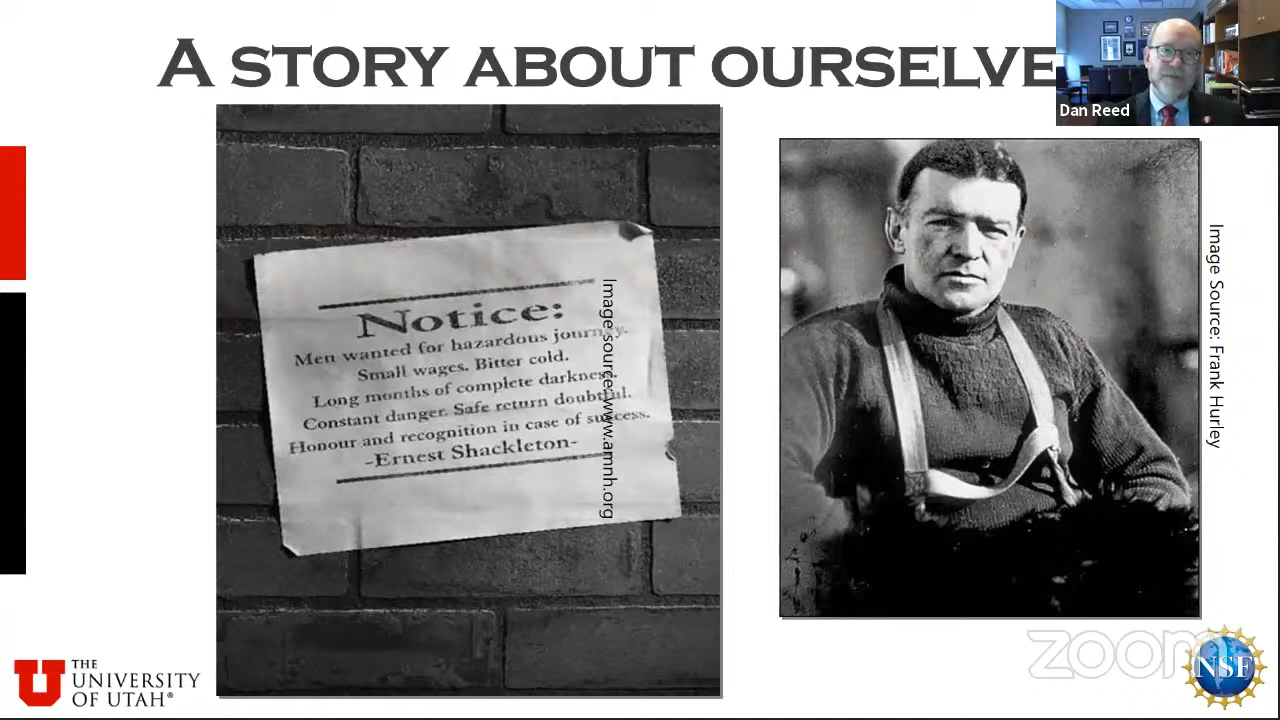 A STORY ABOUT OURSELVE
Dan Reed
Notice:
Men wanted for hazardous journey.
Small wages. Bitter cold.
Long months of complete darkness.
Constant danger. Safe return doubtful.
Honour and recognition in case of success.
-Ernest Shackleton-
Image source: www.amnh.org
Image Source: Frank Hurley
THE
UNIVERSITY
OF UTAH®
zoom
NSF